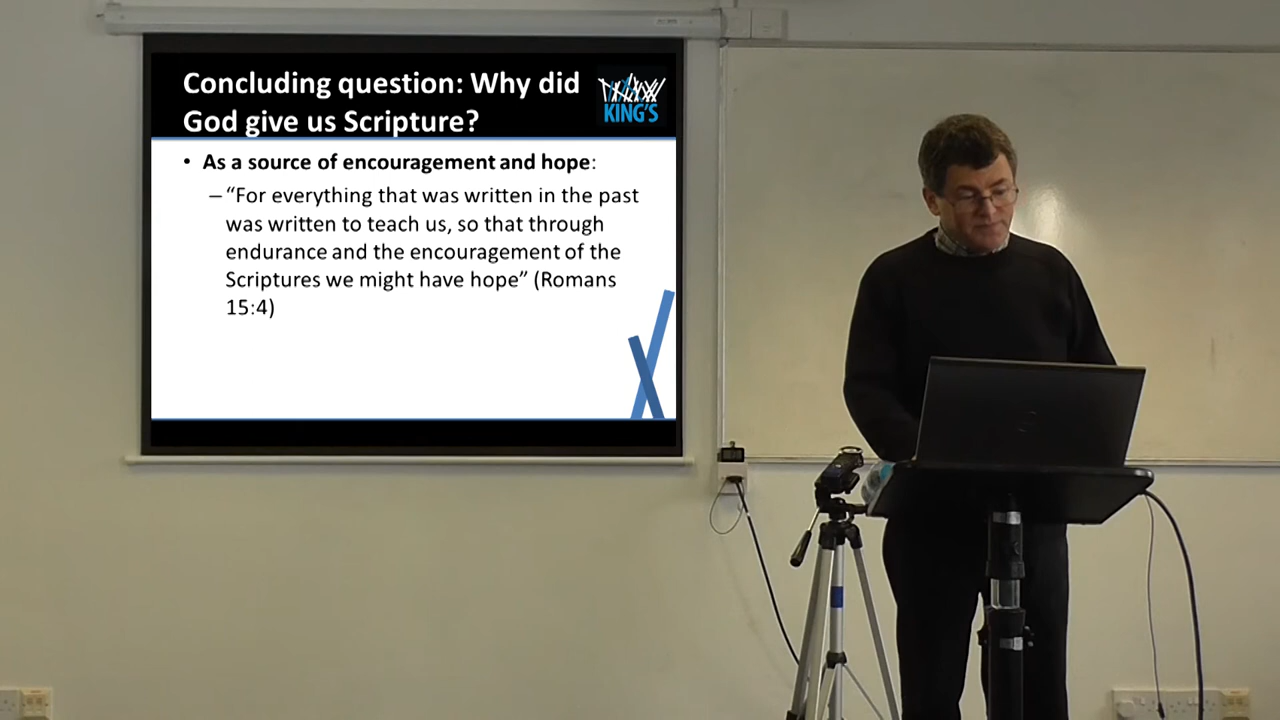 Concluding question: Why did
God give us Scripture?
KING'S
• As a source of encouragement and hope:
– “For everything that was written in the past
was written to teach us, so that through
endurance and the encouragement of the
Scriptures we might have hope” (Romans
15:4)